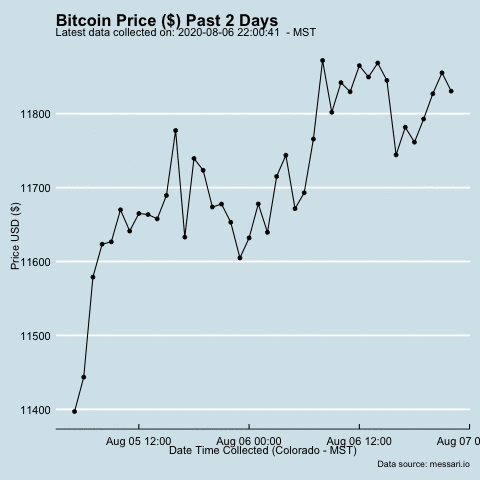 Bitcoin Price ($) Past 2 Days
Latest data collected on: 2020-08-06 22:00:41 - MST
11800
11700
11600
11500
11400
Price USD ($)
Aug 05 12:00 Aug 06 00:00 Aug 06 12:00 Aug 07 0
Date Time Collected (Colorado - MST)
Data source: messari.io